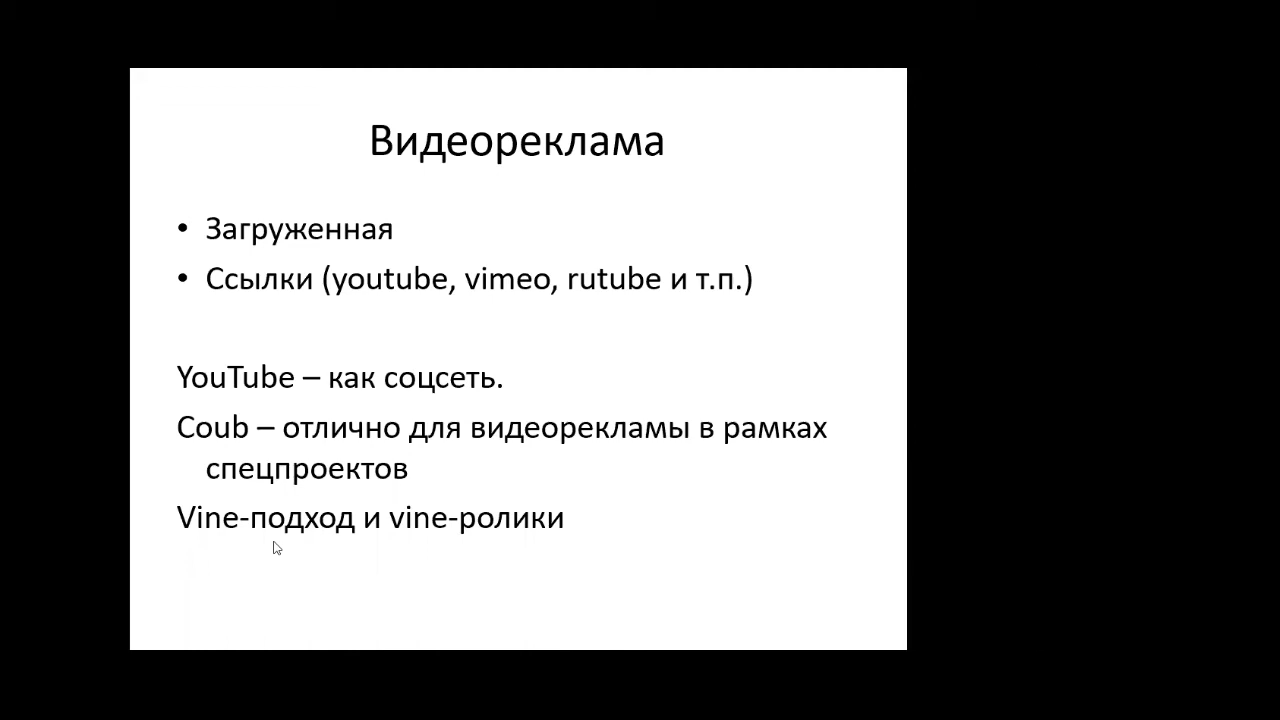 Видеореклама
• Загруженная
• Ссылки (youtube, vimeo, rutube и т.п.)
YouTube – как соцсеть.
Coub – отлично для видеорекламы в рамках
спецпроектов
Vine-подход и vine-ролики